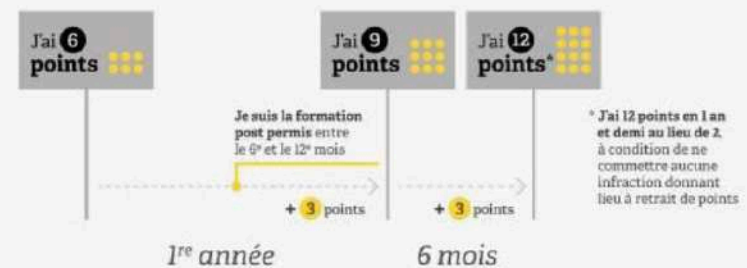 J'ai 6
points
J'ai 9
points
J'ai 12
points*
Je suis la formation
post permis entre
le 6e et le 12e mois
* J'ai 12 points en 1 an
et demi au lieu de 2,
à condition de ne
commettre aucune
infraction donnant
lieu à retrait de points
+ 3 points
+ 3 points
1re année
6 mois